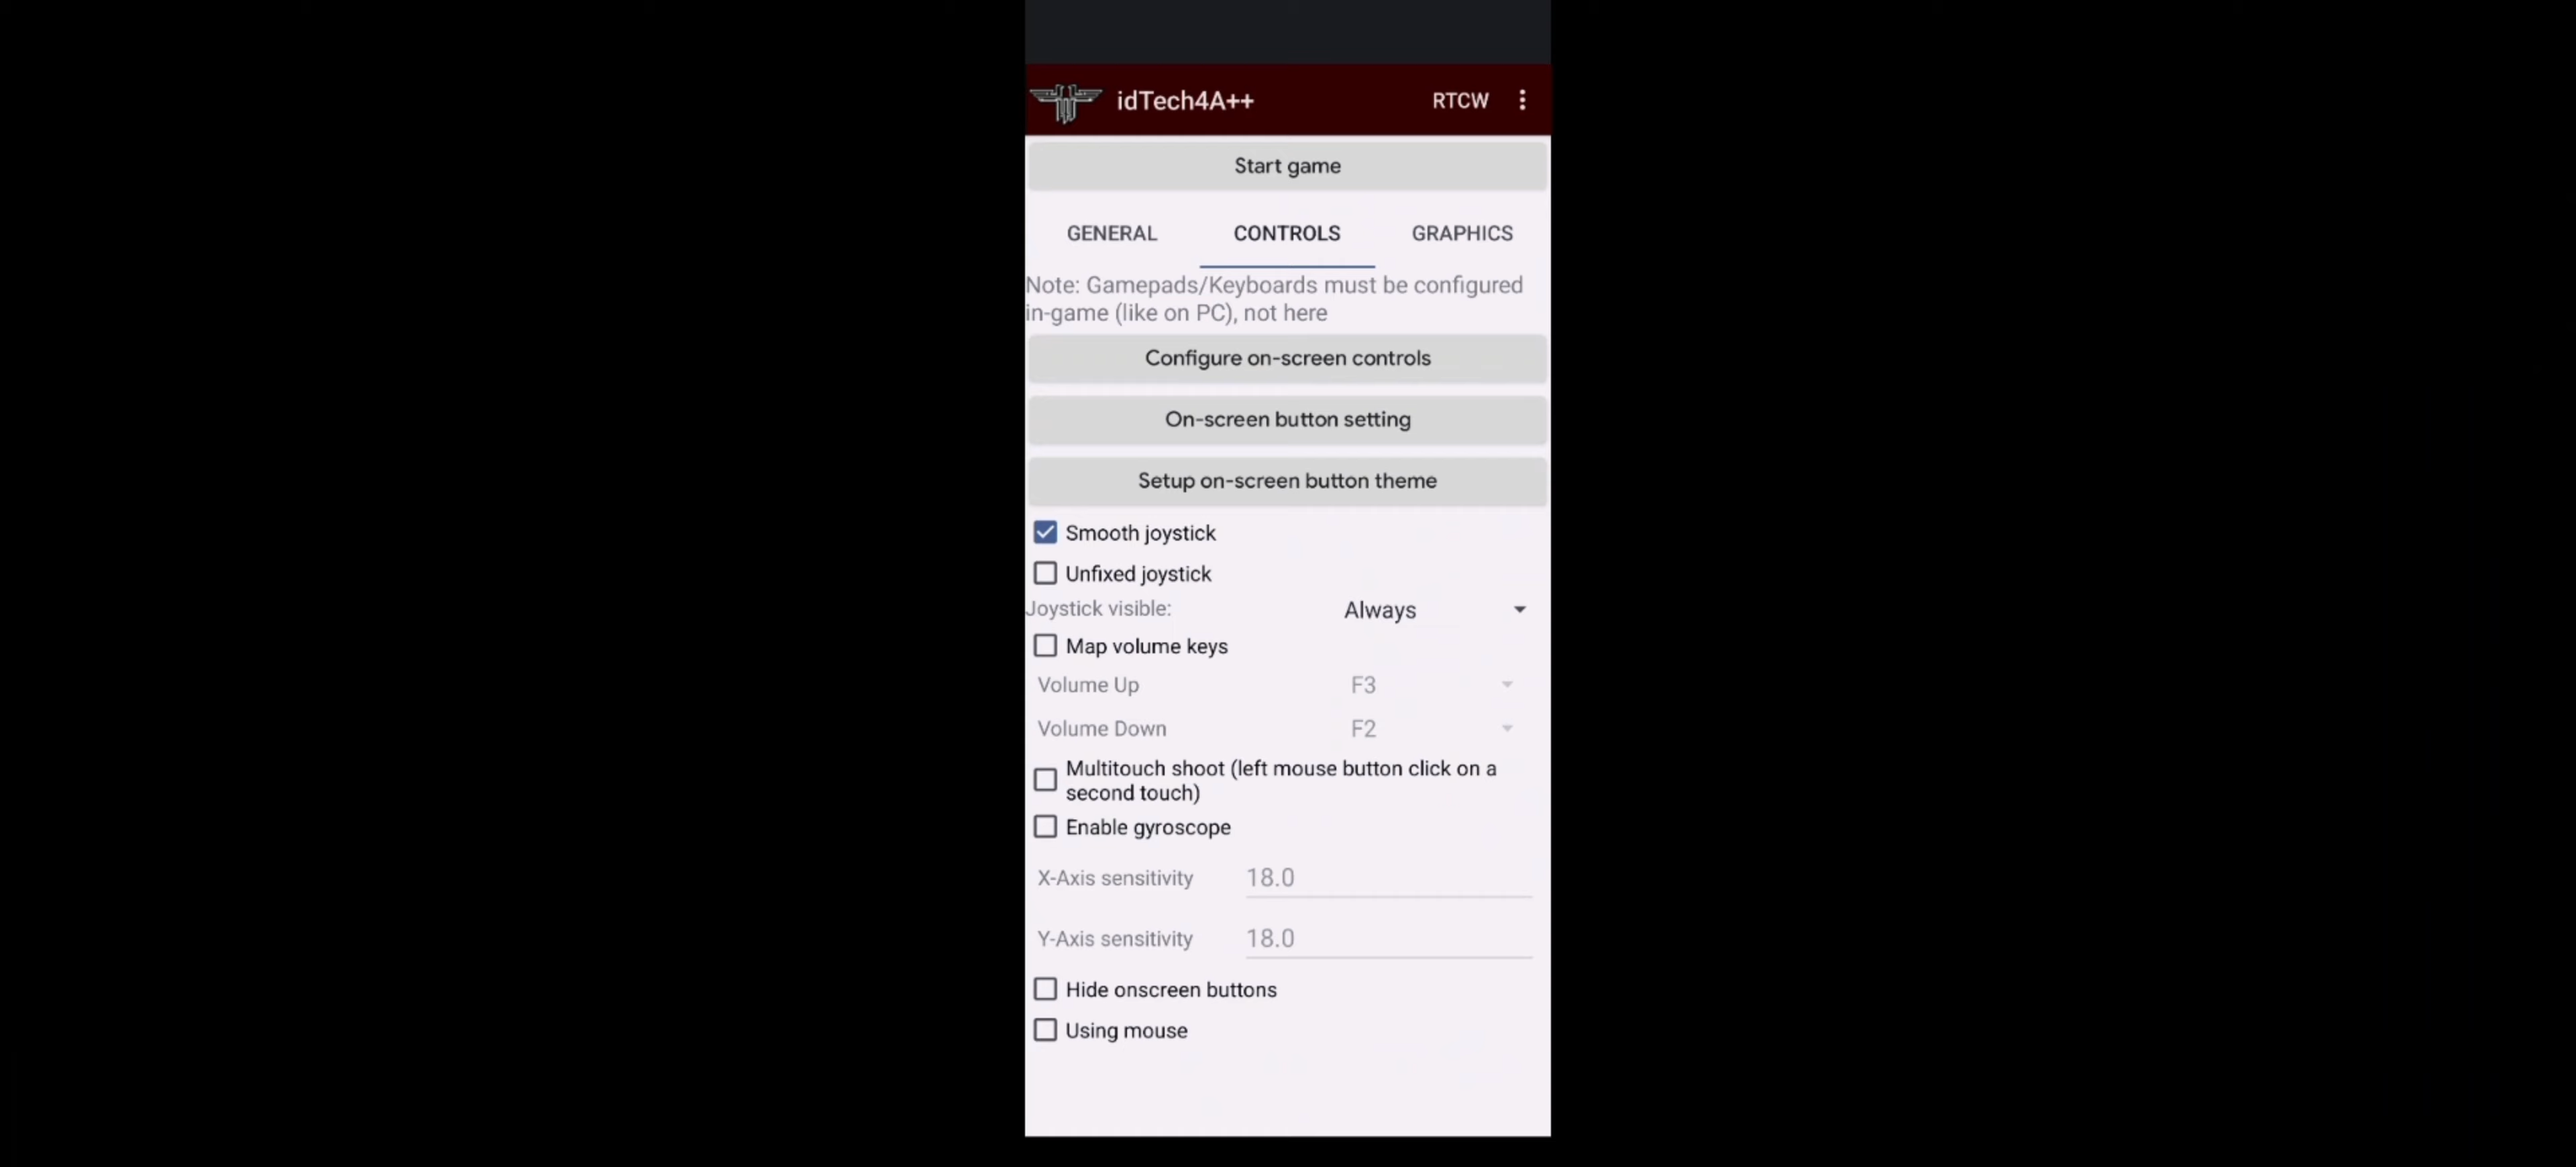 idTech4A++ RTCW
Start game
GENERAL CONTROLS GRAPHICS
Note: Gamepads/Keyboards must be configured
in-game (like on PC), not here
Configure on-screen controls
On-screen button setting
Setup on-screen button theme
Smooth joystick
Unfixed joystick
Joystick visible: Always
Map volume keys
Volume Up F3
Volume Down F2
Multitouch shoot (left mouse button click on a
second touch)
Enable gyroscope
X-Axis sensitivity 18.0
Y-Axis sensitivity 18.0
Hide onscreen buttons
Using mouse